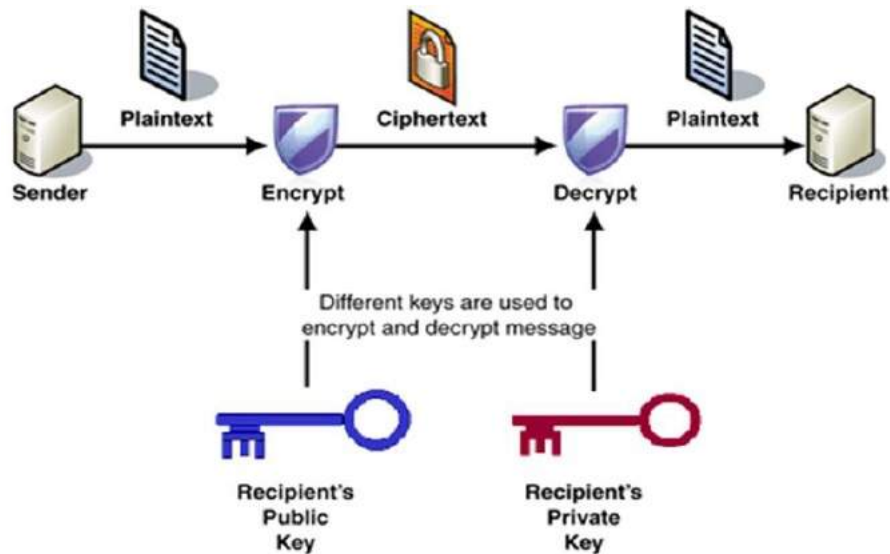 Plaintext
Ciphertext
Plaintext
Sender
Encrypt
Decrypt
Recipient
Different keys are used to
encrypt and decrypt message
Recipient's
Public
Key
Recipient's
Private
Key